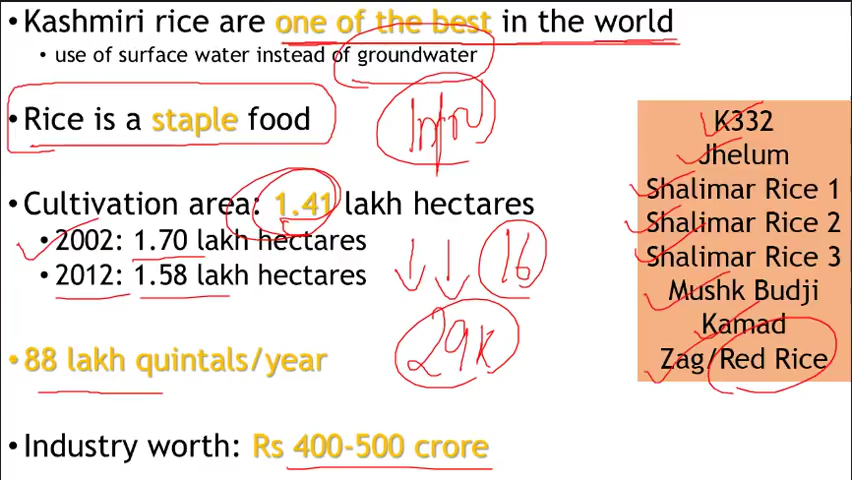 • Kashmiri rice are one of the best in the world
• use of surface water instead of groundwater
• Rice is a staple food
• Cultivation area: 1.41 lakh hectares
• 2002: 1.70 lakh hectares
• 2012: 1.58 lakh hectares
16
29k
• 88 lakh quintals/year
• Industry worth: Rs 400-500 crore
K332
Jhelum
Shalimar Rice 1
Shalimar Rice 2
Shalimar Rice 3
Mushk Budji
Kamad
Zag/Red Rice